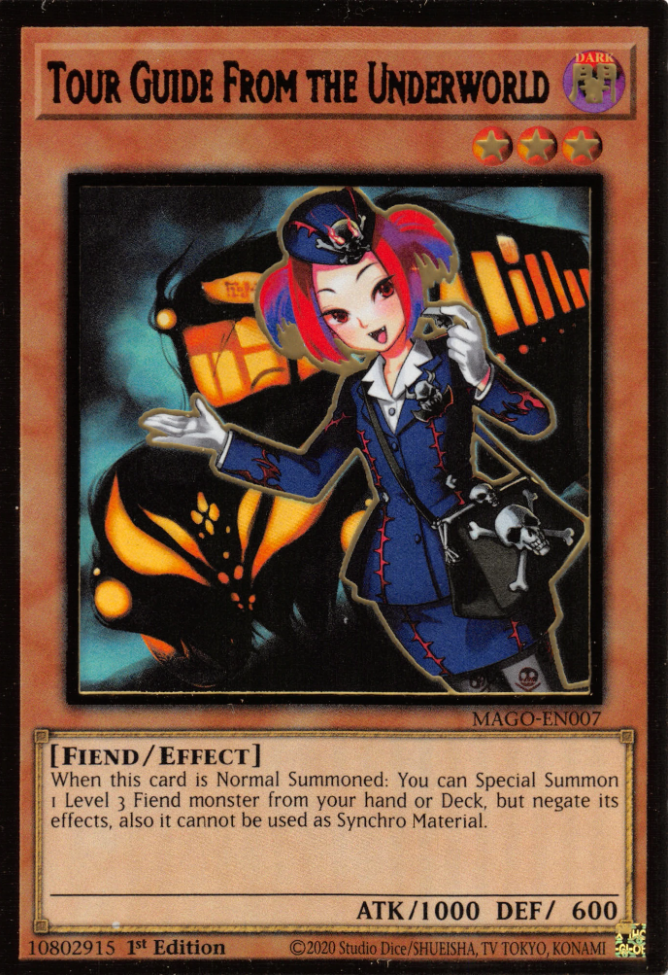 TOUR GUIDE FROM THE UNDERWORLD
DARK
MAGO-EN007
[FIEND/EFFECT]
When this card is Normal Summoned: You can Special Summon
1 Level 3 Fiend monster from your hand or Deck, but negate its
effects, also it cannot be used as Synchro Material.
ATK/1000 DEF/ 600
10802915 1st Edition ©2020 Studio Dice/SHUEISHA, TV TOKYO, KONAMI